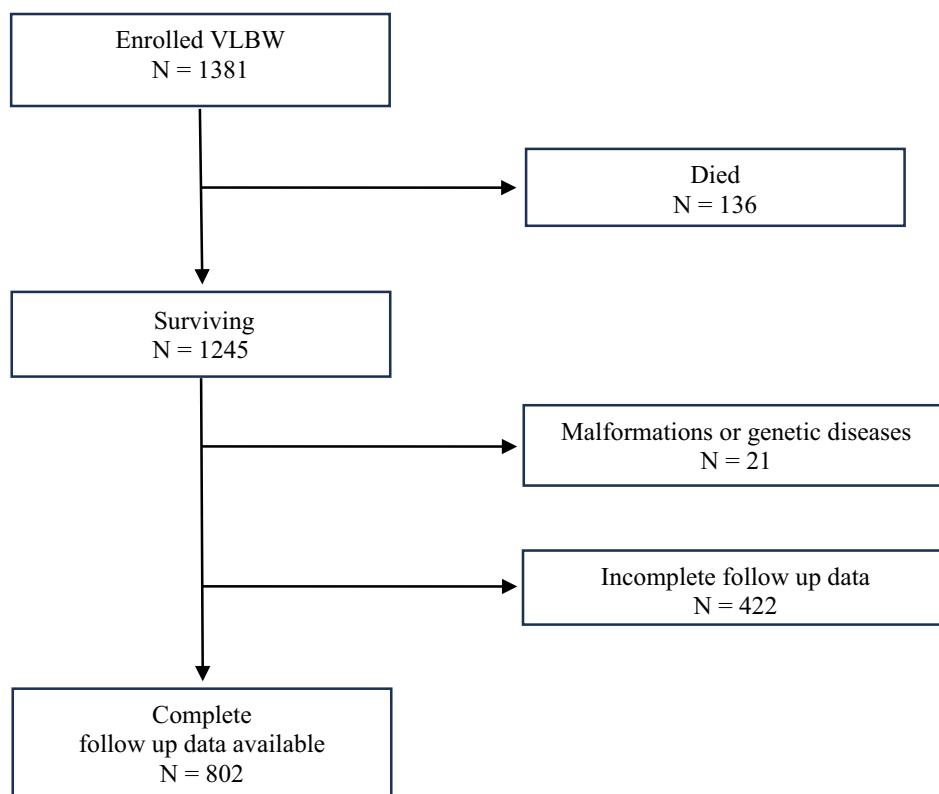 Enrolled VLBW
N = 1381
Died
N = 136
Surviving
N = 1245
Malformations or genetic diseases
N = 21
Incomplete follow up data
N = 422
Complete
follow up data available
N = 802